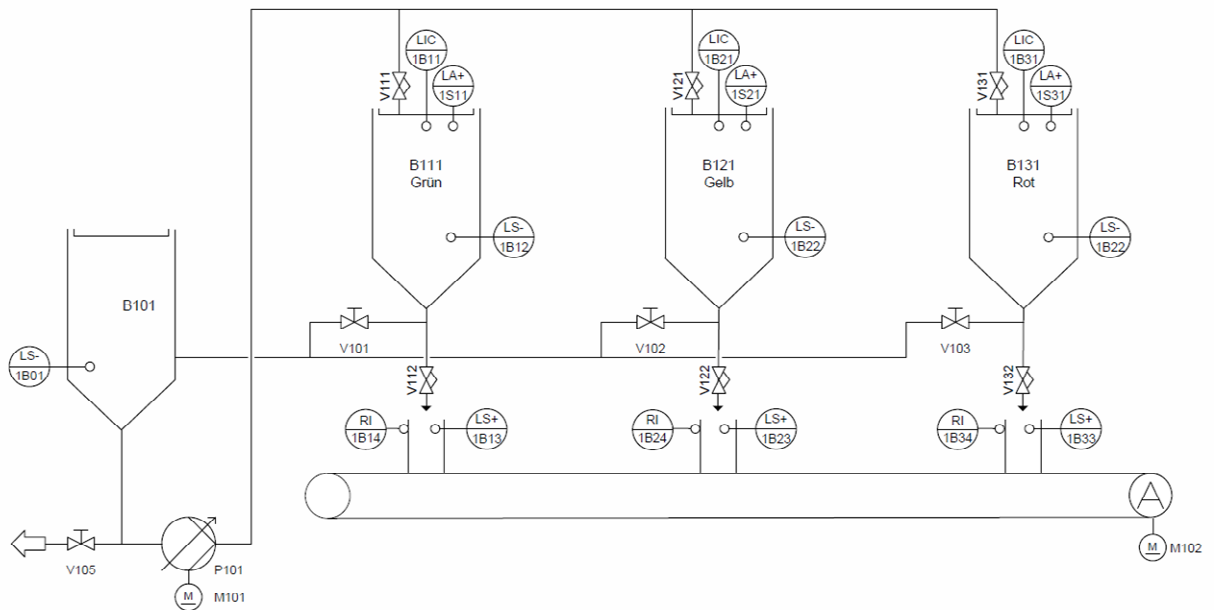 LIC
1B11
LIC
1B21
LIC
1B31
V111
LA+
1S11
V121
LA+
1S21
V131
LA+
1S31
B111
Grün
B121
Gelb
B131
Rot
LS-
1B12
LS-
1B22
LS-
1B22
B101
V101
V102
V103
LS-
1B01
V112
V122
V132
RI
1B14
LS+
1B13
RI
1B24
LS+
1B23
RI
1B34
LS+
1B33
A
M
M102
V105
P101
M
M101